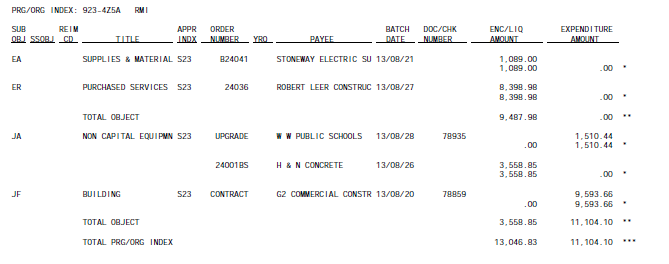 PRG/ORG INDEX: 923-4Z5A RMI
SUB REIM APPR ORDER BATCH DOC/CHK ENC/LIQ EXPENDITURE
OBJ SSOBJ CD TITLE INDX NUMBER YRQ PAYEE DATE NUMBER AMOUNT AMOUNT
EA SUPPLIES & MATERIAL S23 B24041 STONEWAY ELECTRIC SU 13/08/21 1,089.00
1,089.00 .00 *
ER PURCHASED SERVICES S23 24036 ROBERT LEER CONSTRUC 13/08/27 8,398.98
8,398.98 .00 *
TOTAL OBJECT 9,487.98 .00 **
JA NON CAPITAL EQUIPMN S23 UPGRADE W W PUBLIC SCHOOLS 13/08/28 78935 1,510.44
.00 1,510.44 *
24001BS H & N CONCRETE 13/08/26 3,558.85
3,558.85 .00 *
JF BUILDING S23 CONTRACT G2 COMMERCIAL CONSTR 13/08/20 78859 9,593.66
.00 9,593.66 *
TOTAL OBJECT 3,558.85 11,104.10 **
TOTAL PRG/ORG INDEX 13,046.83 11,104.10 ***